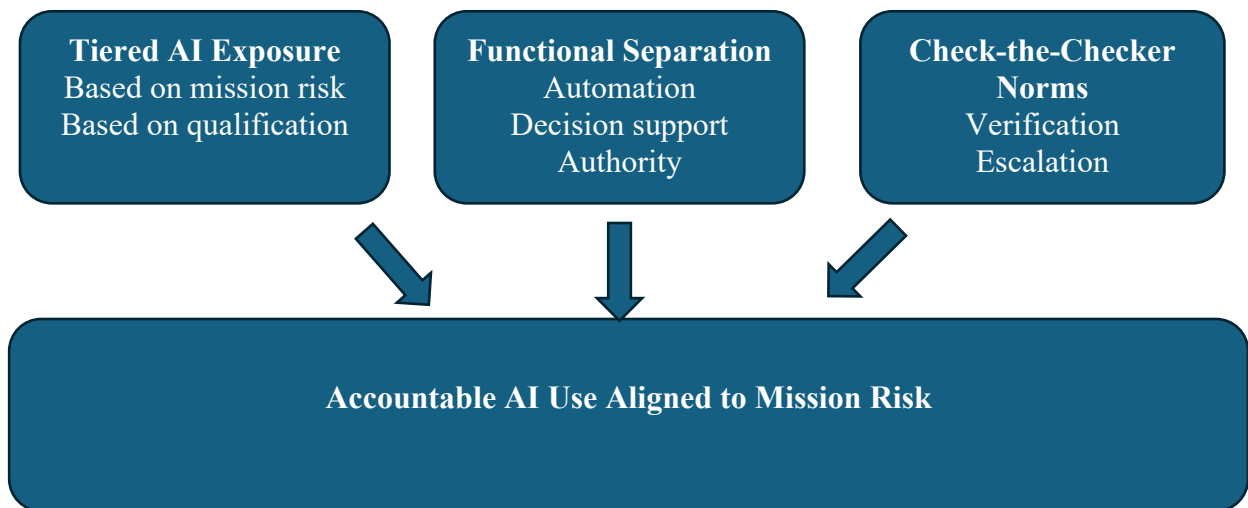 Tiered AI Exposure
Based on mission risk
Based on qualification
Functional Separation
Automation
Decision support
Authority
Check-the-Checker
Norms
Verification
Escalation
Accountable AI Use Aligned to Mission Risk